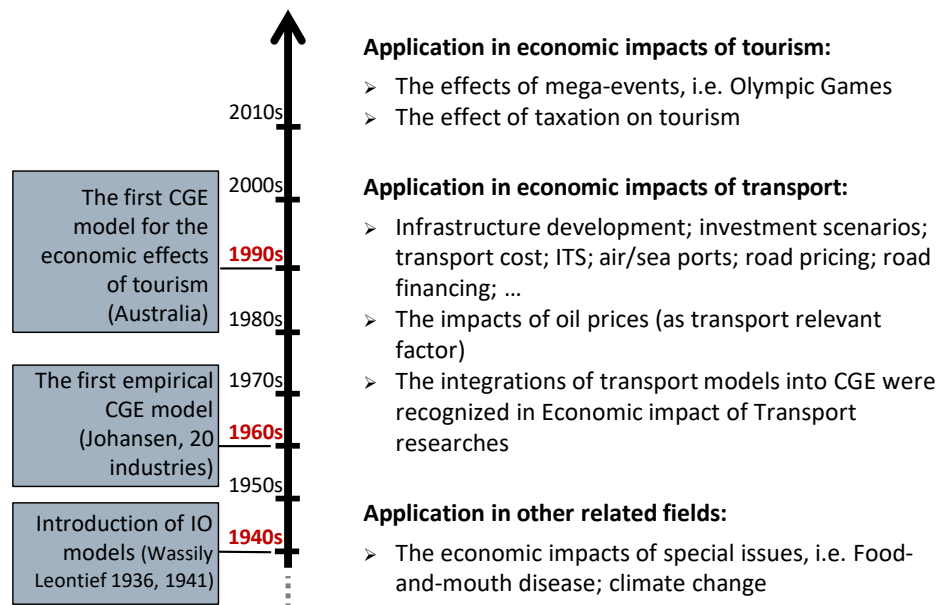 2010s
2000s
1990s
1980s
1970s
1960s
1950s
1940s
The first CGE
model for the
economic effects
of tourism
(Australia)
The first empirical
CGE model
(Johansen, 20
industries)
Introduction of IO
models (Wassily
Leontief 1936, 1941)
Application in economic impacts of tourism:
➢ The effects of mega-events, i.e. Olympic Games
➢ The effect of taxation on tourism
Application in economic impacts of transport:
➢ Infrastructure development; investment scenarios;
transport cost; ITS; air/sea ports; road pricing; road
financing; ...
➢ The impacts of oil prices (as transport relevant
factor)
➢ The integrations of transport models into CGE were
recognized in Economic impact of Transport
researches
Application in other related fields:
➢ The economic impacts of special issues, i.e. Food-
and-mouth disease; climate change